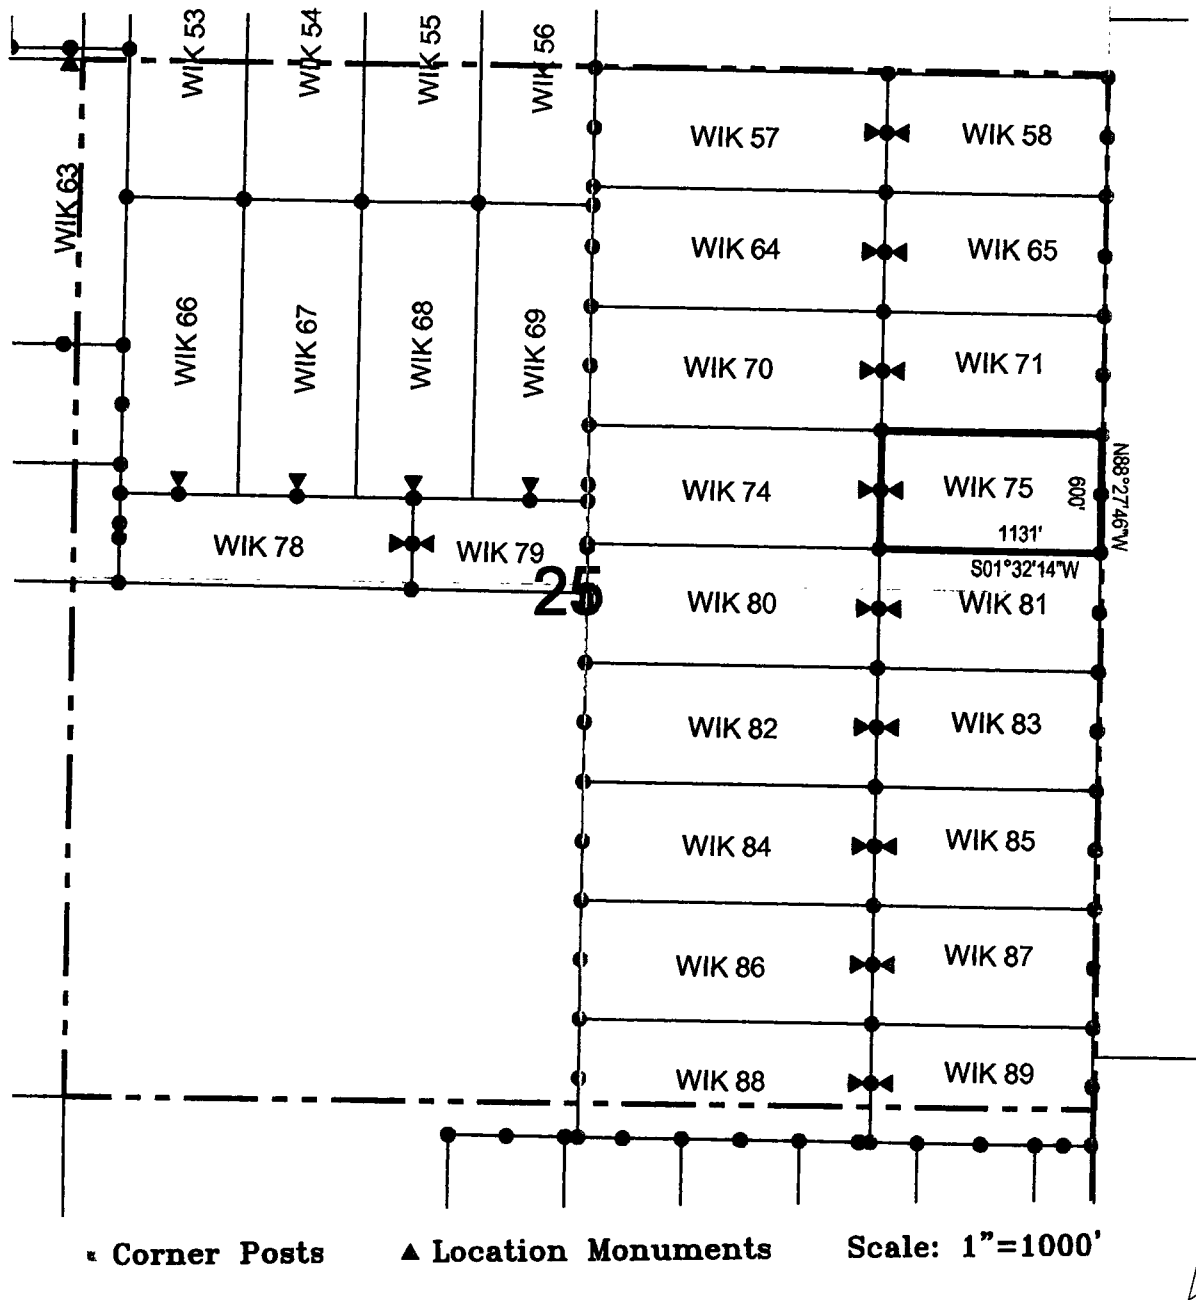 WIK 53
WIK 54
WIK 55
WIK 56
WIK 57
WIK 58
WIK 63
WIK 64
WIK 65
WIK 66
WIK 67
WIK 68
WIK 69
WIK 70
WIK 71
WIK 74
WIK 75
600'
N88°27'46"W
1131'
S01°32'14"W
WIK 78
WIK 79
25
WIK 80
WIK 81
WIK 82
WIK 83
WIK 84
WIK 85
WIK 86
WIK 87
WIK 88
WIK 89
Corner Posts
▲ Location Monuments
Scale: 1"=1000'